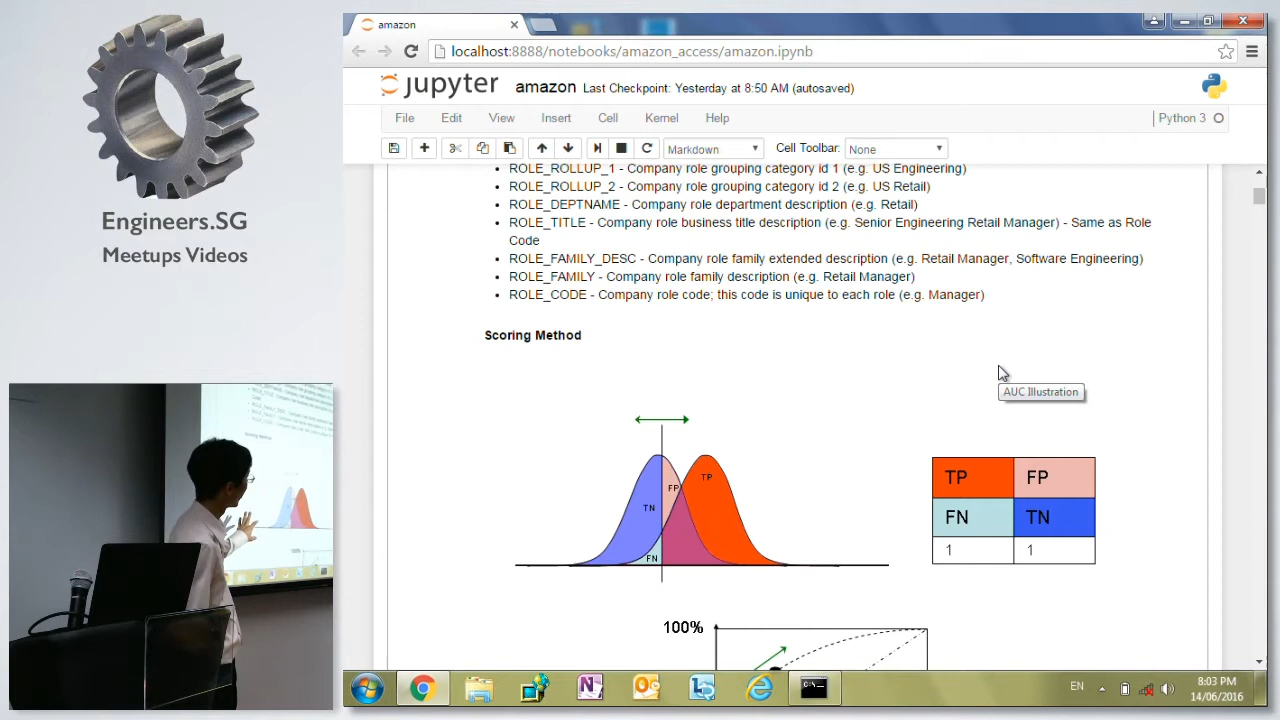 Engineers.SG
Meetups Videos
amazon
localhost:8888/notebooks/amazon_access/amazon.ipynb
jupyter amazon Last Checkpoint: Yesterday at 8:50 AM (autosaved)
File Edit View Insert Cell Kernel Help Python 3
Markdown Cell Toolbar: None
ROLE_ROLLUP_1 - Company role grouping category id 1 (e.g. US Engineering)
ROLE_ROLLUP_2 - Company role grouping category id 2 (e.g. US Retail)
ROLE_DEPTNAME - Company role department description (e.g. Retail)
ROLE_TITLE - Company role business title description (e.g. Senior Engineering Retail Manager) - Same as Role
Code
ROLE_FAMILY_DESC - Company role family extended description (e.g. Retail Manager, Software Engineering)
ROLE_FAMILY - Company role family description (e.g. Retail Manager)
ROLE_CODE - Company role code; this code is unique to each role (e.g. Manager)
Scoring Method
AUC Illustration
TP
FP
TN
FN
TP FP
FN TN
1 1
100%
EN 8:03 PM
14/06/2016